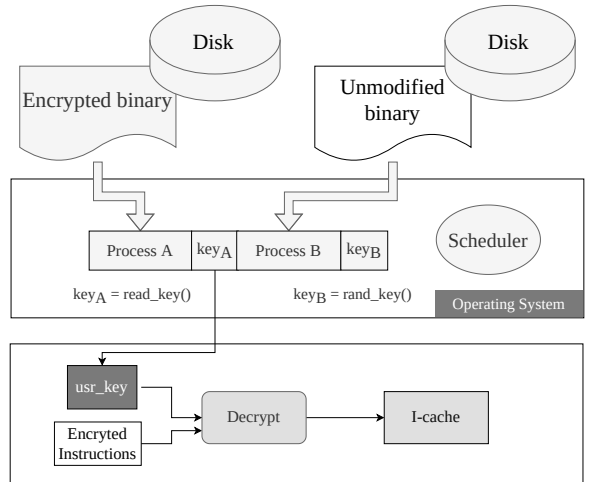 Disk
Disk
Encrypted binary
Unmodified
binary
Process A
keyA
Process B
keyB
Scheduler
keyA = read_key()
keyB = rand_key()
Operating System
usr_key
Decrypt
I-cache
Encryted
Instructions